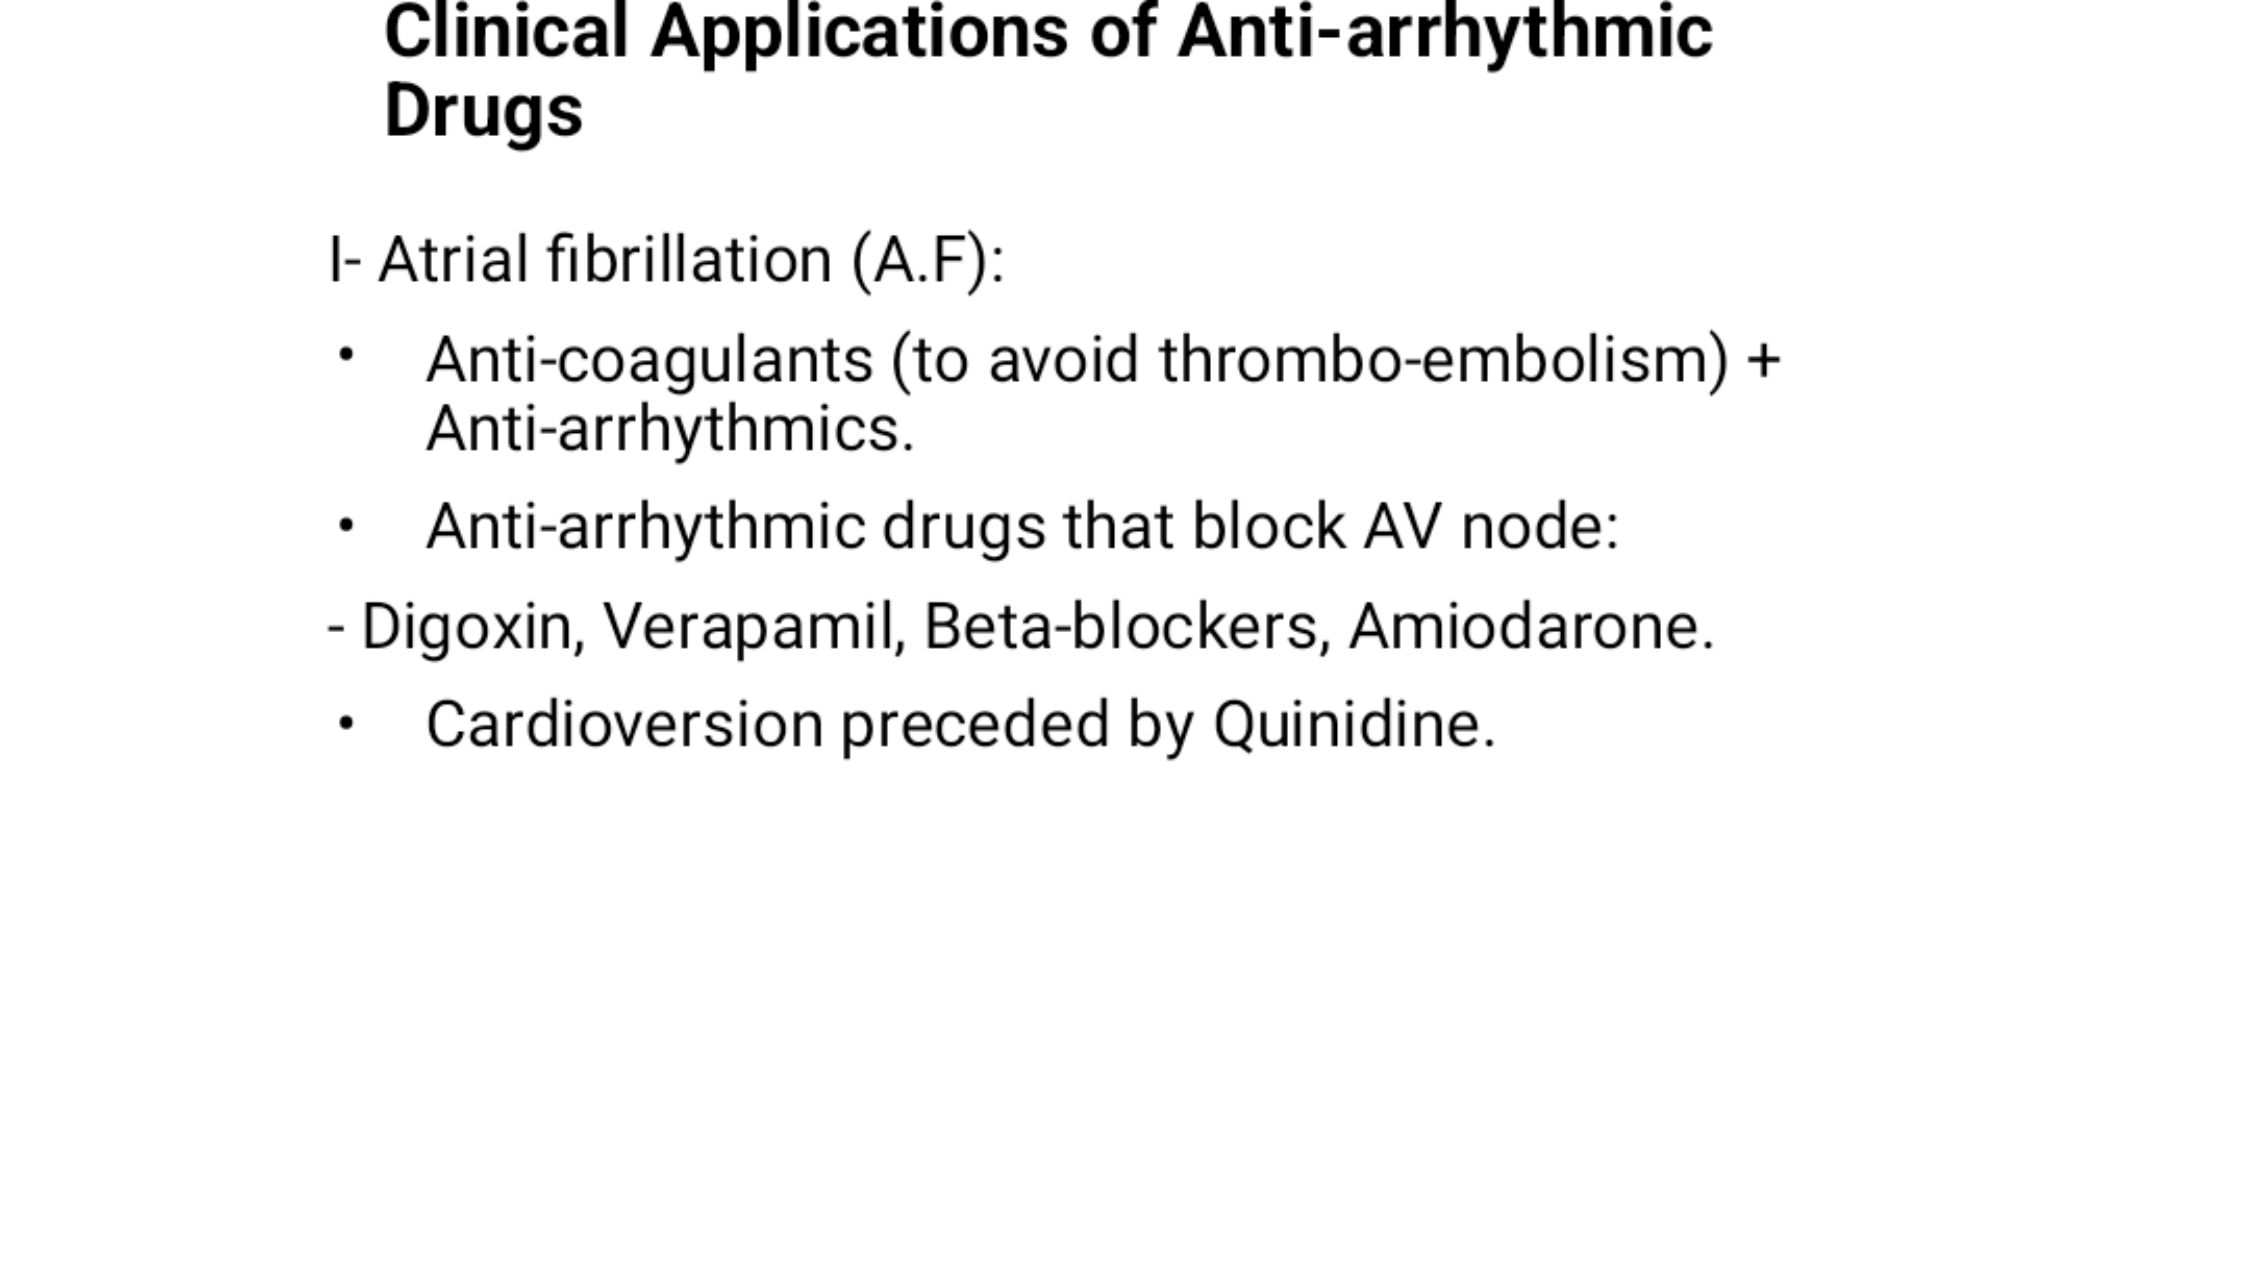 Clinical Applications of Anti-arrhythmic
Drugs
I- Atrial fibrillation (A.F):
• Anti-coagulants (to avoid thrombo-embolism) +
Anti-arrhythmics.
• Anti-arrhythmic drugs that block AV node:
- Digoxin, Verapamil, Beta-blockers, Amiodarone.
• Cardioversion preceded by Quinidine.